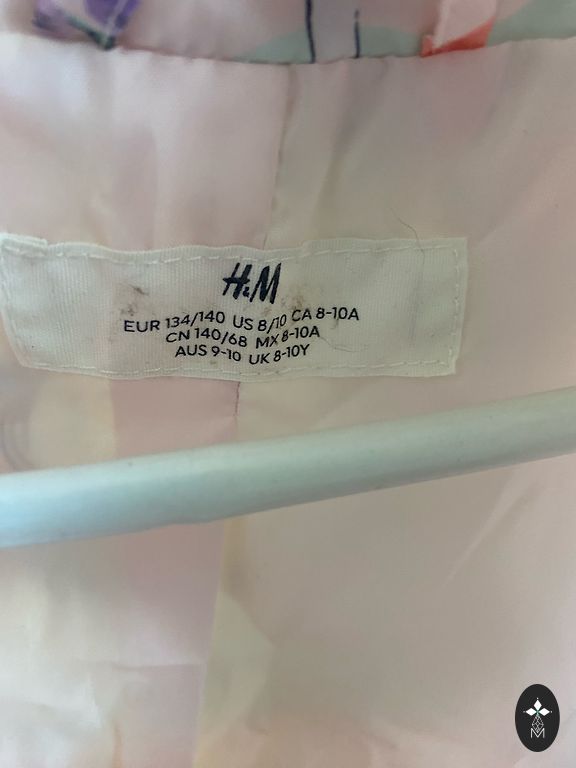 H&M
EUR 134/140 US 8/10 CA 8-10A
CN 140/68 MX 8-10A
AUS 9-10 UK 8-10Y
M